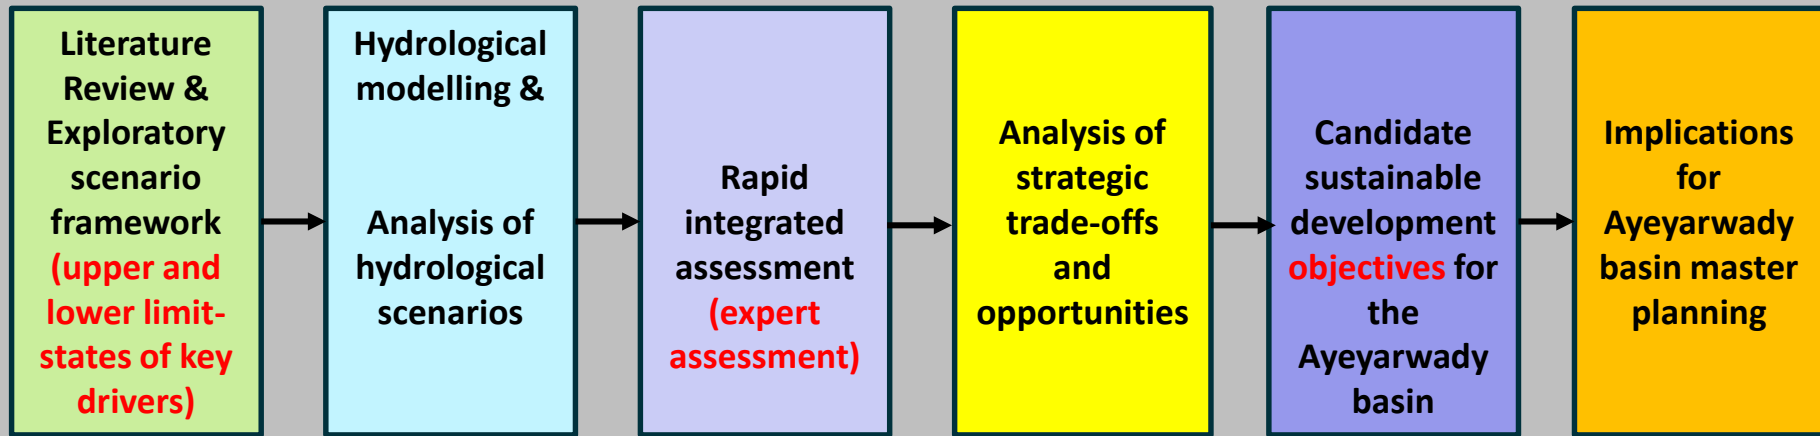 Literature
Review &
Exploratory
scenario
framework
(upper and
lower limit-
states of key
drivers)
Hydrological
modelling &
Analysis of
hydrological
scenarios
Rapid
integrated
assessment
(expert
assessment)
Analysis of
strategic
trade-offs
and
opportunities
Candidate
sustainable
development
objectives for
the
Ayeyarwady
basin
Implications
for
Ayeyarwady
basin master
planning